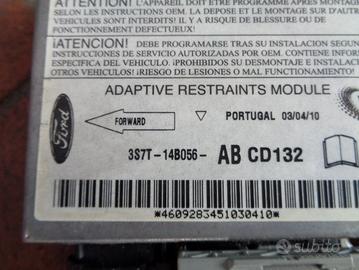 ATTENTION! L'APPAREIL DOIT ETRE PROGRAMME APRES MONTAGE
SELON LES INSTRUCTIONS OEM. LA DEPOSE ET LE MONTAGE SUR D'AUTRES
VEHICULES SONT INTERDITS! IL Y A RISQUE DE BLESSURE OU DE
FONCTIONNEMENT DEFECTUEUX!
¡ATENCION! DEBE PROGRAMARSE TRAS SU INSTALACION SEGUN
INSTRUCCIONES DE SERVICIO AUTORIZADAS POR OEM. CONTIENE INFORMA
ESPECIFICA DEL VEHICULO. ¡PROHIBIDOS SU DESMONTAJE E INSTALA
OTROS VEHICULOS! ¡RIESGO DE LESIONES O MAL FUNCIONAMIENTO!
ADAPTIVE RESTRAINTS MODULE
FORWARD
PORTUGAL 03/04/10
Ford
3S7T-14B056- AB CD132
*4609283451030410*
subito